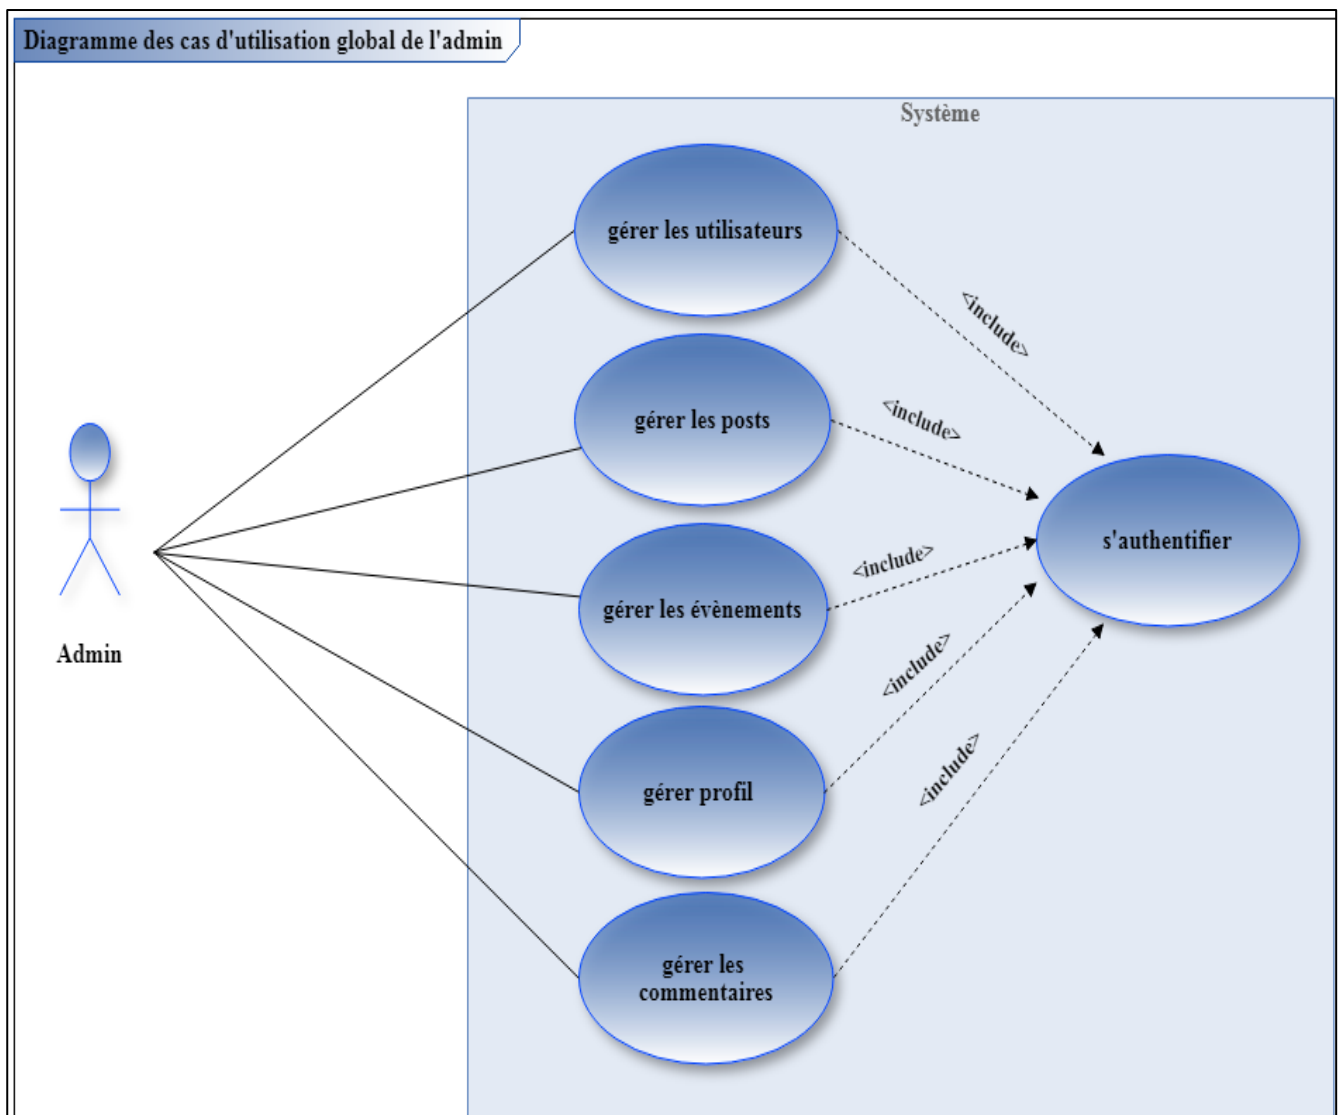 Diagramme des cas d'utilisation global de l'admin
Système
gérer les utilisateurs
<include>
gérer les posts
<include>
s'authentifier
gérer les évènements
<include>
Admin
gérer profil
<include>
gérer les
commentaires
<include>